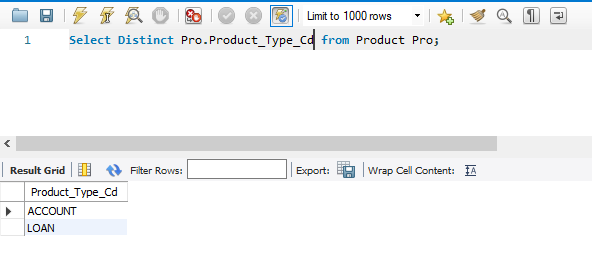 Limit to 1000 rows
1 Select Distinct Pro.Product_Type_Cd from Product Pro;
Result Grid Filter Rows: Export: Wrap Cell Content:
Product_Type_Cd
ACCOUNT
LOAN